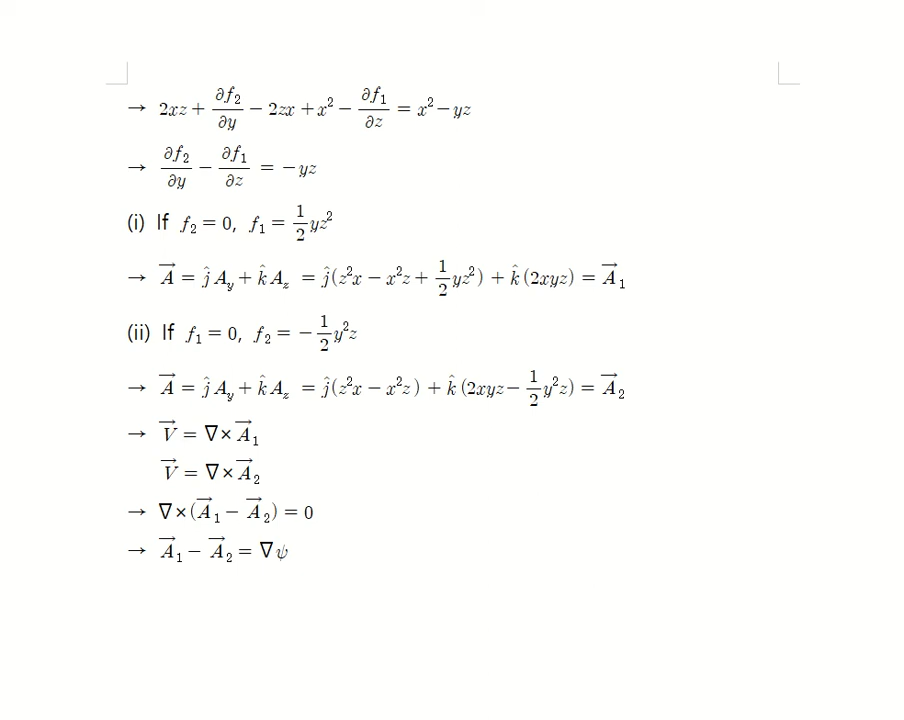 → 2xz + ∂f₂/∂y − 2zx + x² − ∂f₁/∂z = x² − yz
→ ∂f₂/∂y − ∂f₁/∂z = − yz
(i) If f₂ = 0, f₁ = 1/2 yz²
→ A⃗ = ĵ A_y + k̂ A_z = ĵ(z²x − x²z + 1/2 yz²) + k̂ (2xyz) = A⃗₁
(ii) If f₁ = 0, f₂ = − 1/2 y²z
→ A⃗ = ĵ A_y + k̂ A_z = ĵ(z²x − x²z) + k̂ (2xyz − 1/2 y²z) = A⃗₂
→ V⃗ = ∇× A⃗₁
V⃗ = ∇× A⃗₂
→ ∇×(A⃗₁ − A⃗₂) = 0
→ A⃗₁ − A⃗₂ = ∇ψ